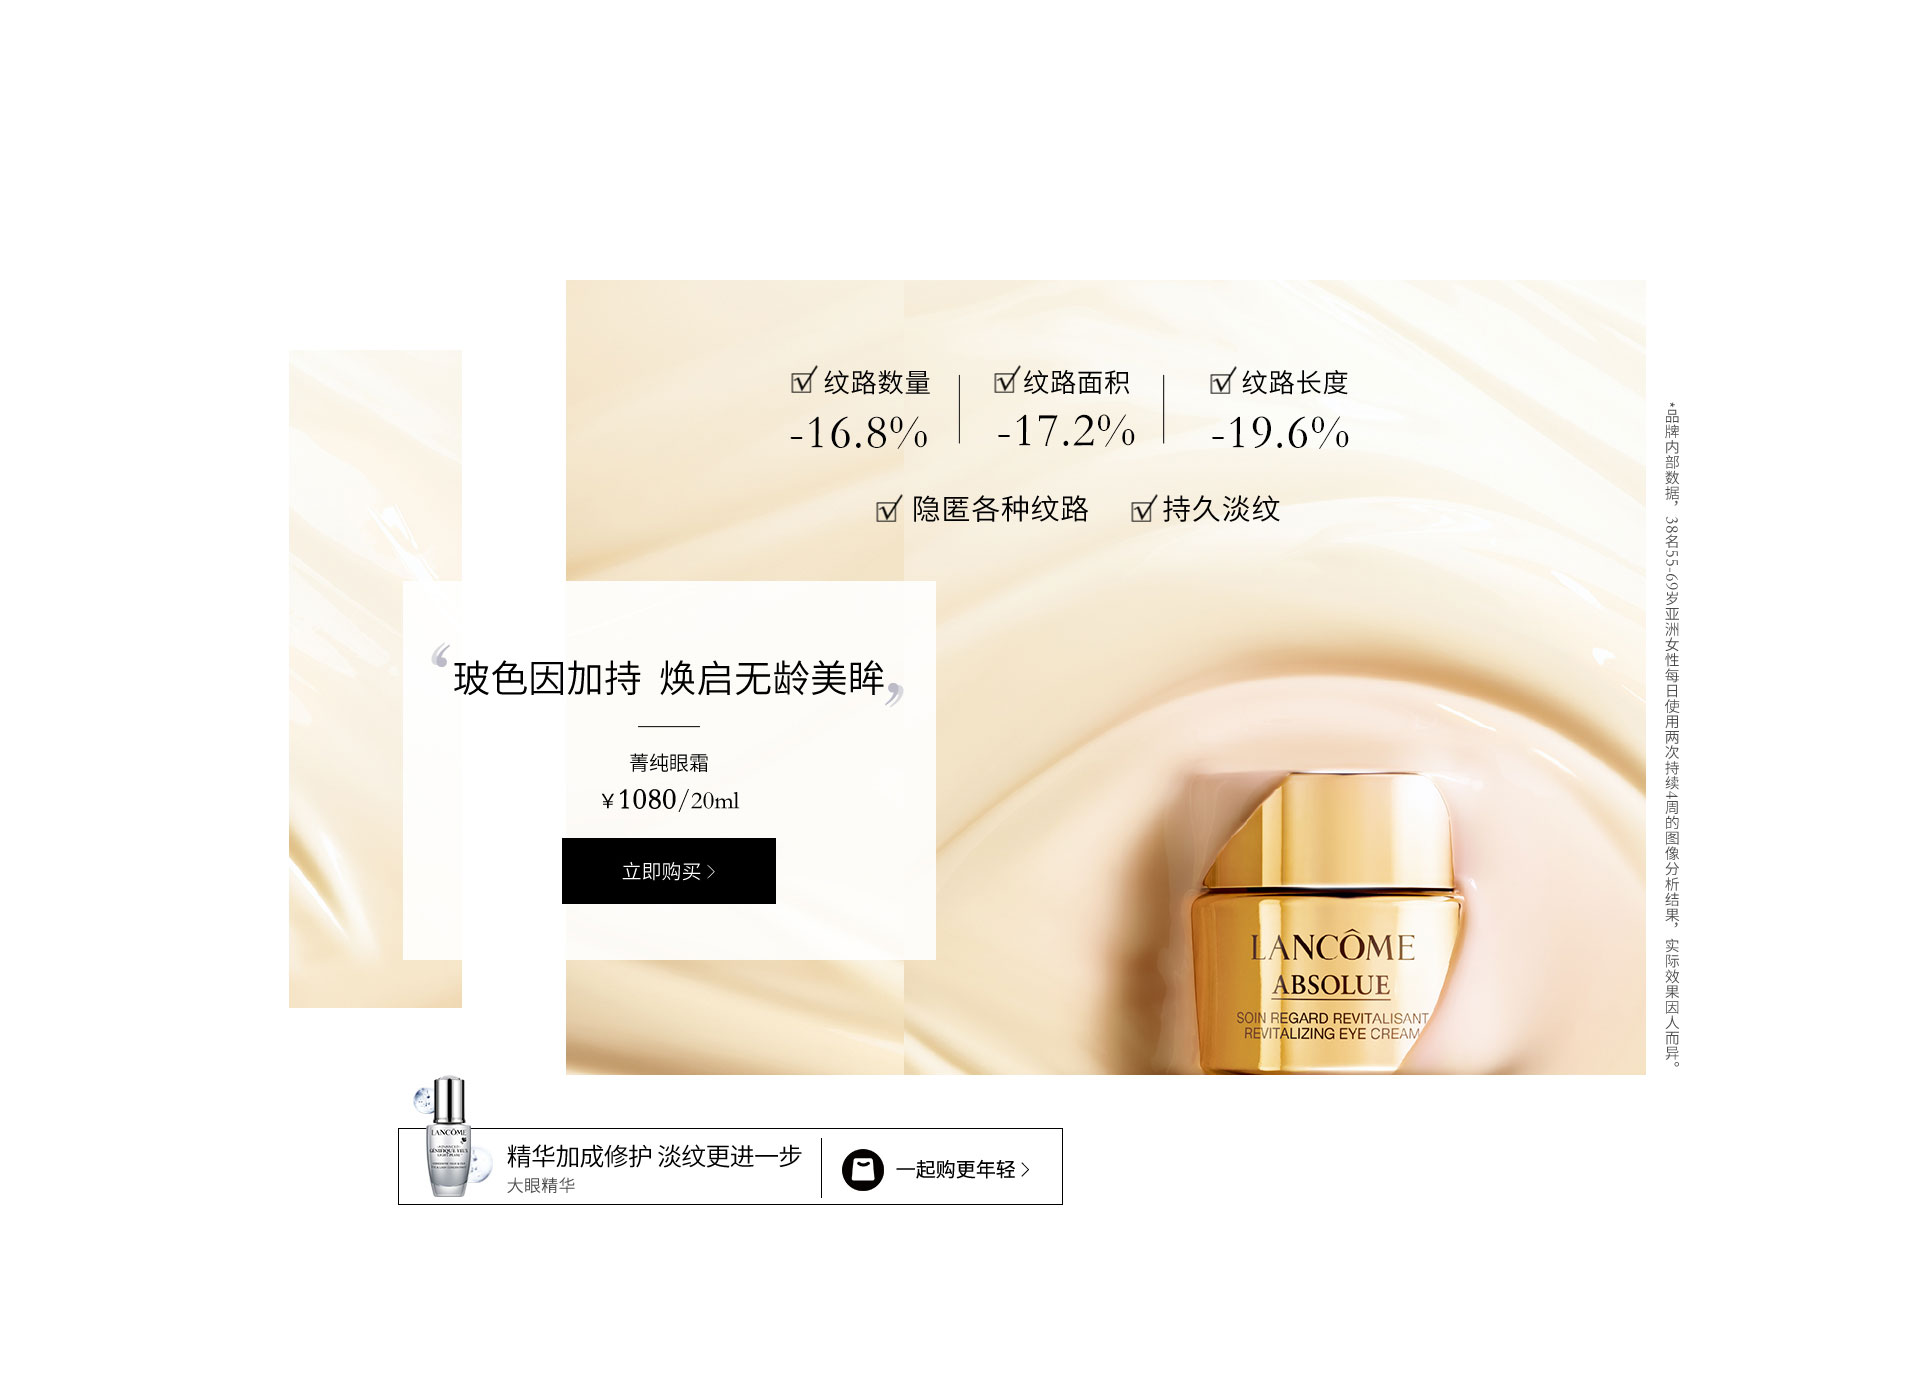 纹路数量
-16.8%
纹路面积
-17.2%
纹路长度
-19.6%
隐匿各种纹路
持久淡纹
“玻色因加持 焕启无龄美眸”
菁纯眼霜
¥1080/20ml
立即购买 >
LANCÔME
ABSOLUE
SOIN REGARD REVITALISANT
REVITALIZING EYE CREAM
*品牌内部数据，38名55-69岁亚洲女性每日使用两次持续4周的图像分析结果，实际效果因人而异。
LANCÔME
GENIFIQUE YEUX
精华加成修护 淡纹更进一步
大眼精华
一起购更年轻 >